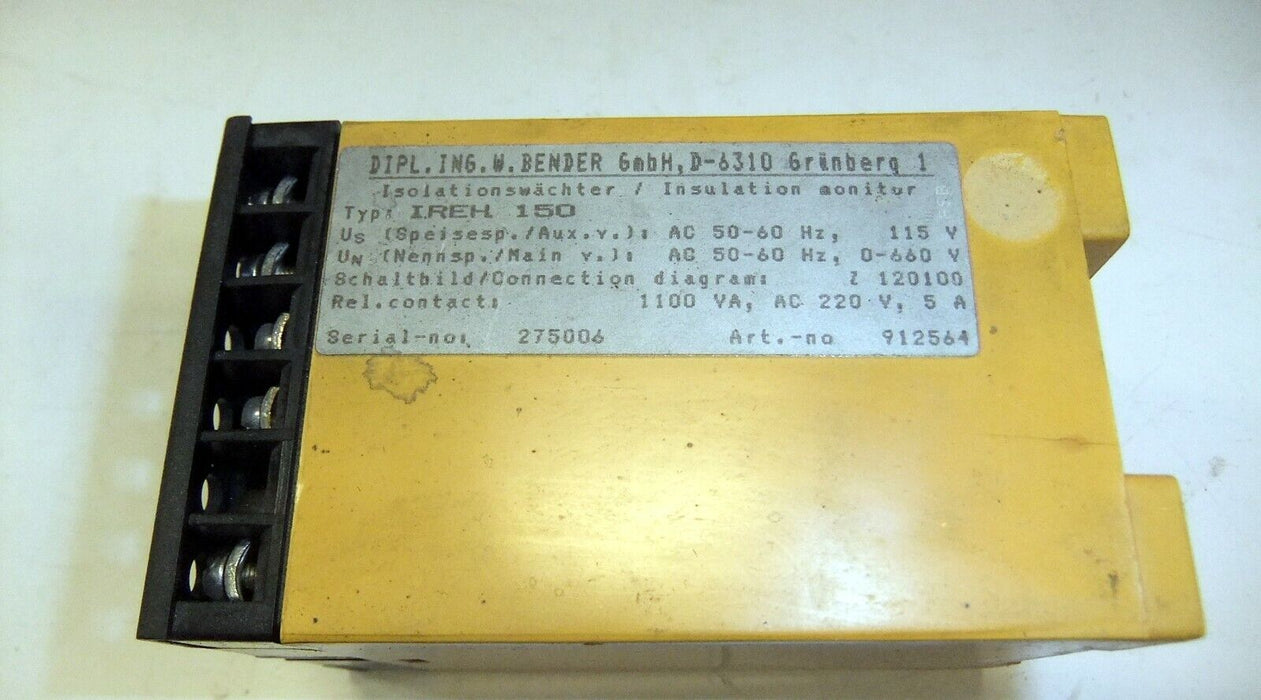 DIPL.ING.W.BENDER GmbH,D-6310 Grünberg 1
Isolationswächter / Insulation monitor
Typ: IREH 150
Us (Speisesp./Aux.v.): AC 50-60 Hz, 115 V
UN (Nennsp./Main v.): AC 50-60 Hz, 0-660 V
Schaltbild/Connection diagram: Z 120100
Rel.contact: 1100 VA, AC 220 V, 5 A
Serial-no: 275006 Art.-no 912564